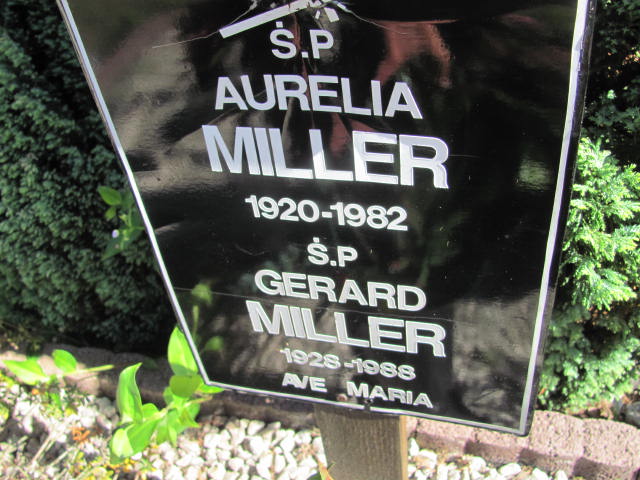 Ś.P
AURELIA
MILLER
1920-1982
Ś.P
GERARD
MILLER
1928-1988
AVE MARIA